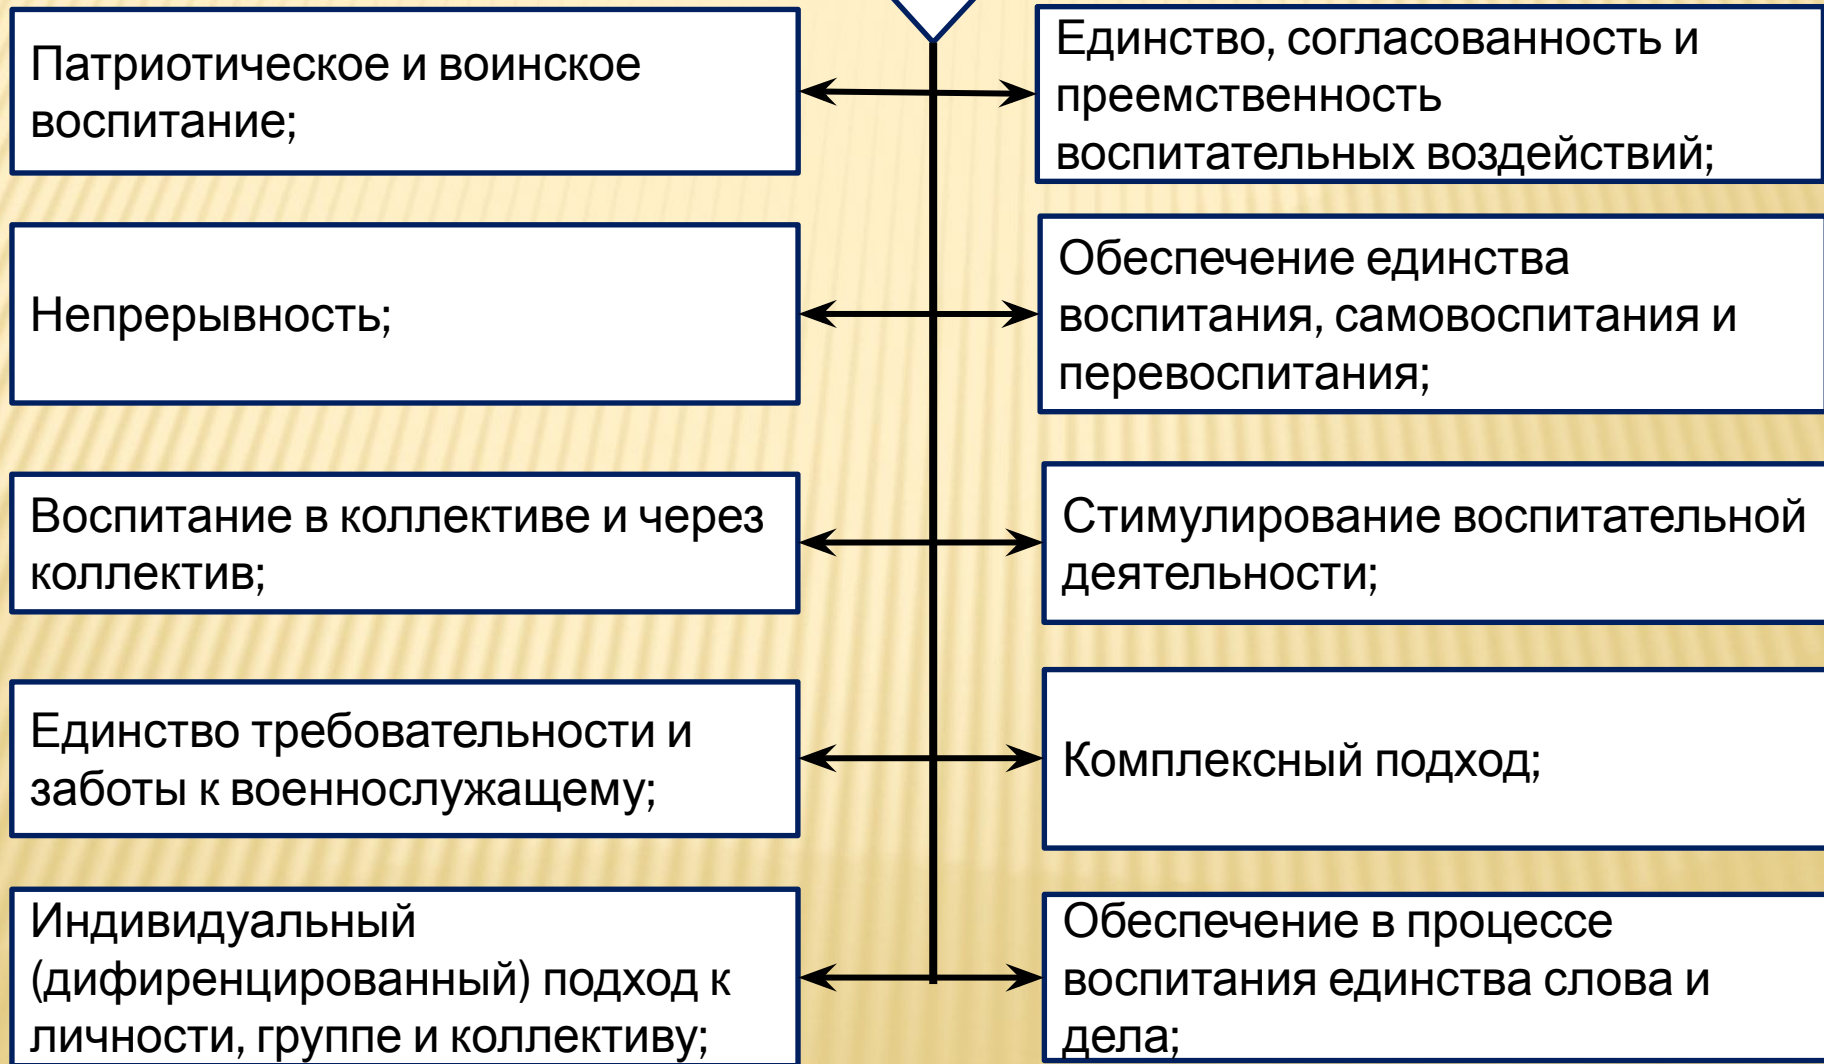 Патриотическое и воинское
воспитание;
Единство, согласованность и
преемственность
воспитательных воздействий;
Непрерывность;
Обеспечение единства
воспитания, самовоспитания и
перевоспитания;
Воспитание в коллективе и через
коллектив;
Стимулирование воспитательной
деятельности;
Единство требовательности и
заботы к военнослужащему;
Комплексный подход;
Индивидуальный
(дифиренцированный) подход к
личности, группе и коллективу;
Обеспечение в процессе
воспитания единства слова и
дела;